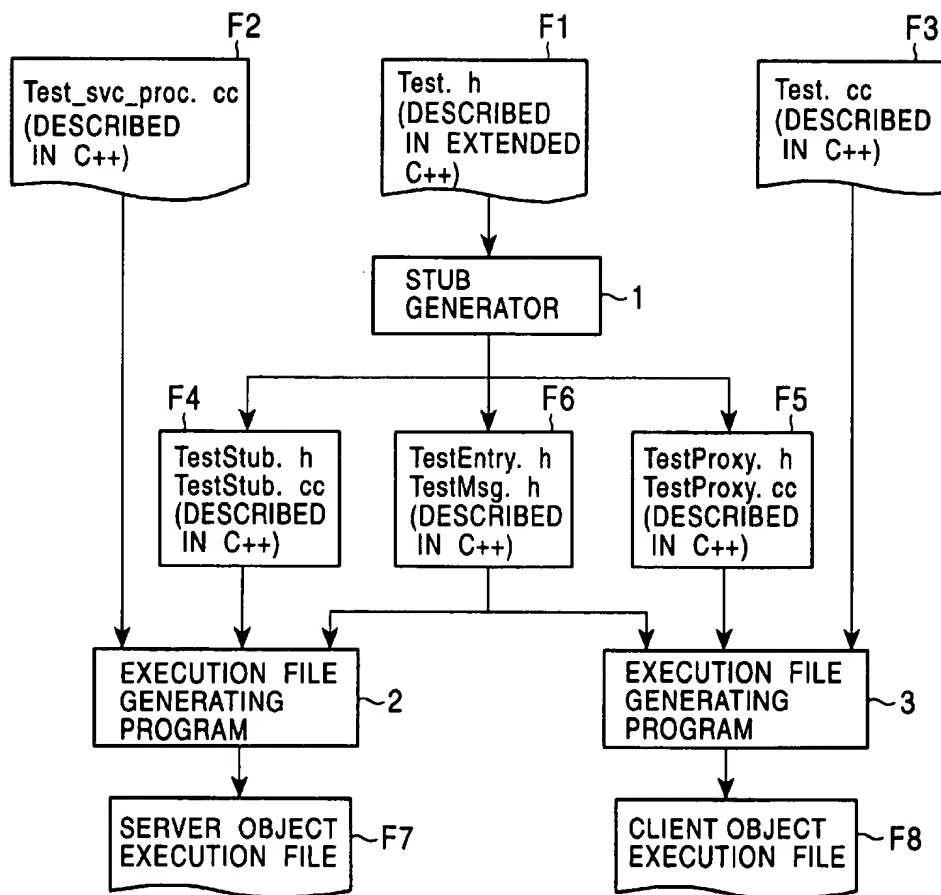 F2
F1
F3
Test_svc_proc. cc
(DESCRIBED
IN C++)
Test. h
(DESCRIBED
IN EXTENDED
C++)
Test. cc
(DESCRIBED
IN C++)
STUB
GENERATOR
1
F4
F6
F5
TestStub. h
TestStub. cc
(DESCRIBED
IN C++)
TestEntry. h
TestMsg. h
(DESCRIBED
IN C++)
TestProxy. h
TestProxy. cc
(DESCRIBED
IN C++)
EXECUTION FILE
GENERATING
PROGRAM
2
EXECUTION FILE
GENERATING
PROGRAM
3
SERVER OBJECT
EXECUTION FILE
F7
CLIENT OBJECT
EXECUTION FILE
F8